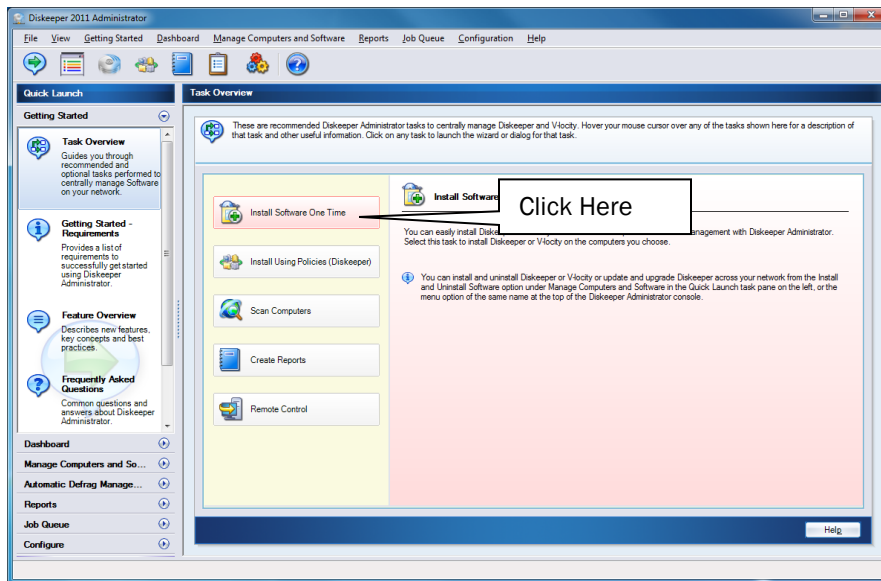 Diskeeper 2011 Administrator
File View Getting Started Dashboard Manage Computers and Software Reports Job Queue Configuration Help
Quick Launch
Getting Started
Task Overview
Guides you through
recommended and
optional tasks performed to
centrally manage Software
on your network.
Getting Started -
Requirements
Provides a list of
requirements to
successfully get started
using Diskeeper
Administrator.
Feature Overview
Describes new features,
key concepts and best
practices.
Frequently Asked
Questions
Common questions and
answers about Diskeeper
Administrator.
Dashboard
Manage Computers and So...
Automatic Defrag Manage...
Reports
Job Queue
Configure
Task Overview
These are recommended Diskeeper Administrator tasks to centrally manage Diskeeper and V-locity. Hover your mouse cursor over any of the tasks shown here for a description of
that task and other useful information. Click on any task to launch the wizard or dialog for that task.
Install Software One Time
Install Using Policies (Diskeeper)
Scan Computers
Create Reports
Remote Control
Install Software
Click Here
You can easily install Diske
anagement with Diskeeper Administrator.
Select this task to install Diskeeper or V-locity on the computers you choose.
You can install and uninstall Diskeeper or V-locity or update and upgrade Diskeeper across your network from the Install
and Uninstall Software option under Manage Computers and Software in the Quick Launch task pane on the left, or the
menu option of the same name at the top of the Diskeeper Administrator console.
Help